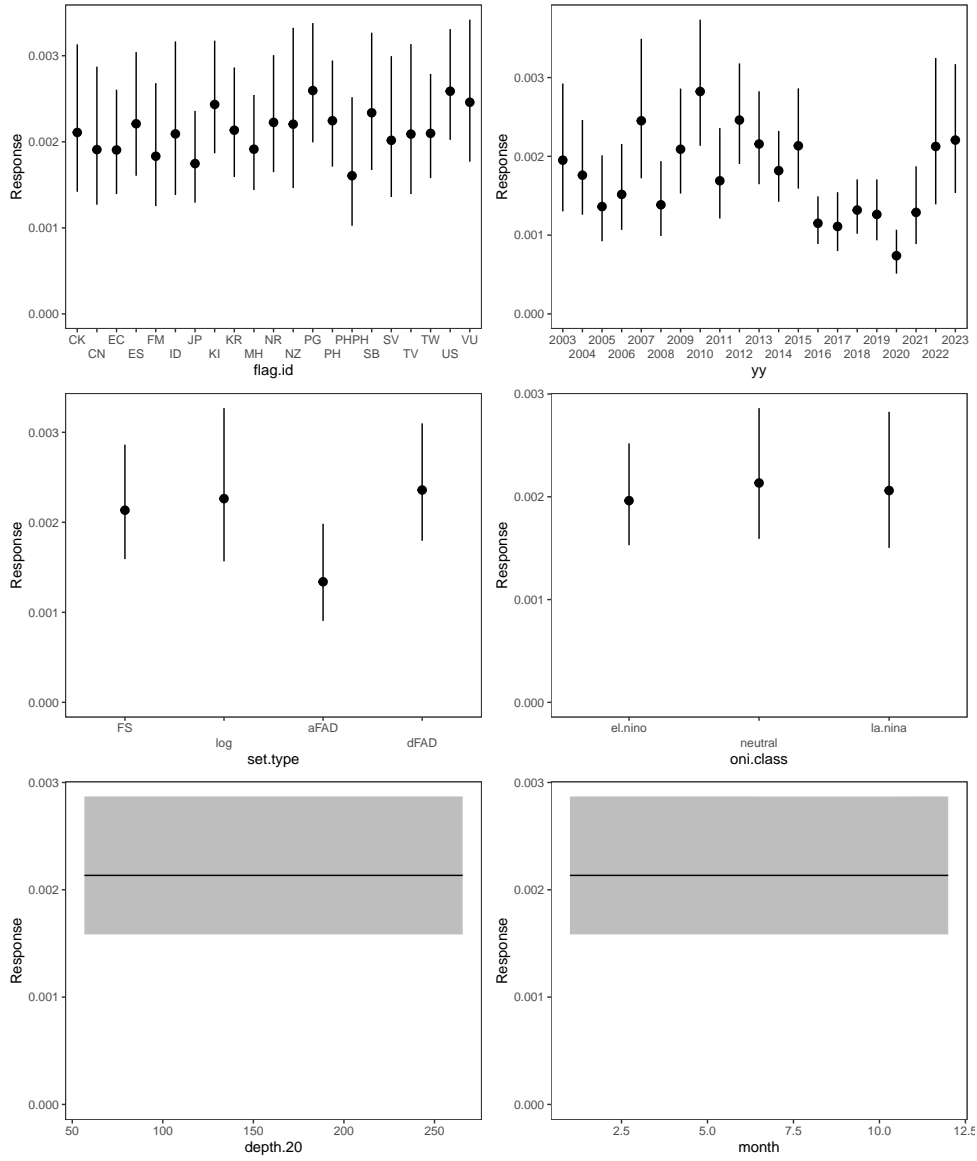 0.003
0.002
0.001
0.000
Response
CK EC FM JP KR NR PG PHPH SV TW VU
CN ES ID KI MH NZ PH SB TV US
flag.id
0.003
0.002
0.001
0.000
Response
2003 2005 2007 2009 2011 2013 2015 2017 2019 2021 2023
2004 2006 2008 2010 2012 2014 2016 2018 2020 2022
yy
0.003
0.002
0.001
0.000
Response
FS aFAD
log dFAD
set.type
0.003
0.002
0.001
0.000
Response
el.nino la.nina
neutral
oni.class
0.003
0.002
0.001
0.000
Response
50 100 150 200 250
depth.20
0.003
0.002
0.001
0.000
Response
2.5 5.0 7.5 10.0 12.5
month